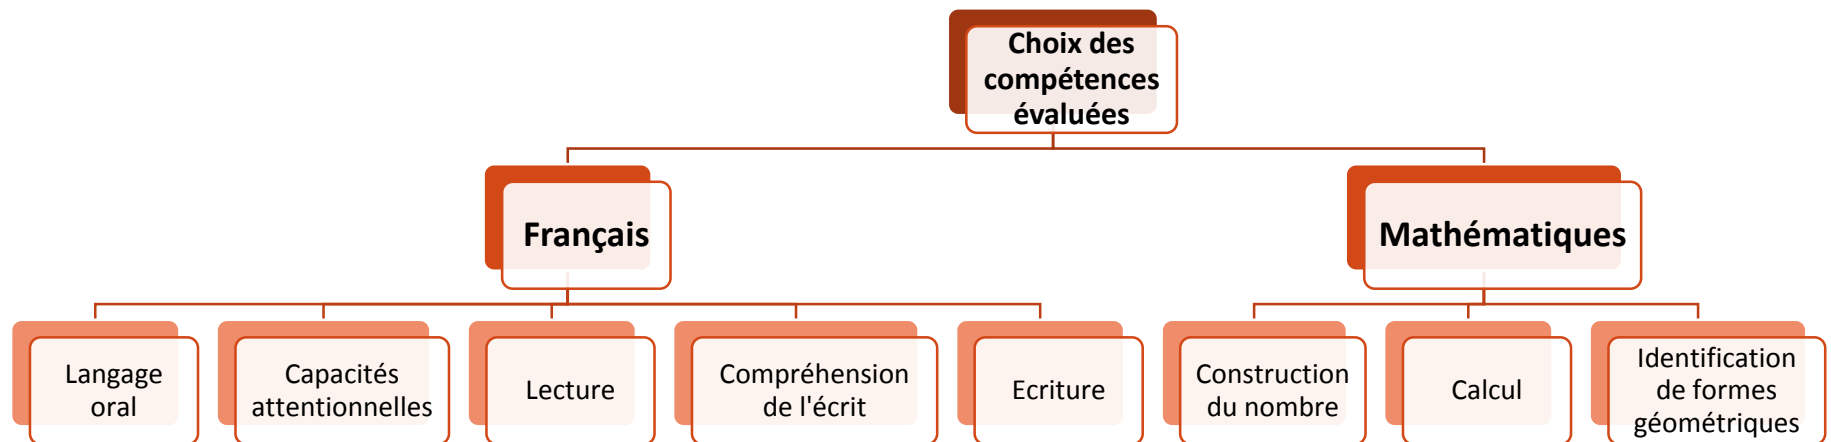 Choix des
compétences
évaluées
Français
Mathématiques
Langage
oral
Capacités
attentionnelles
Lecture
Compréhension
de l'écrit
Ecriture
Construction
du nombre
Calcul
Identification
de formes
géométriques